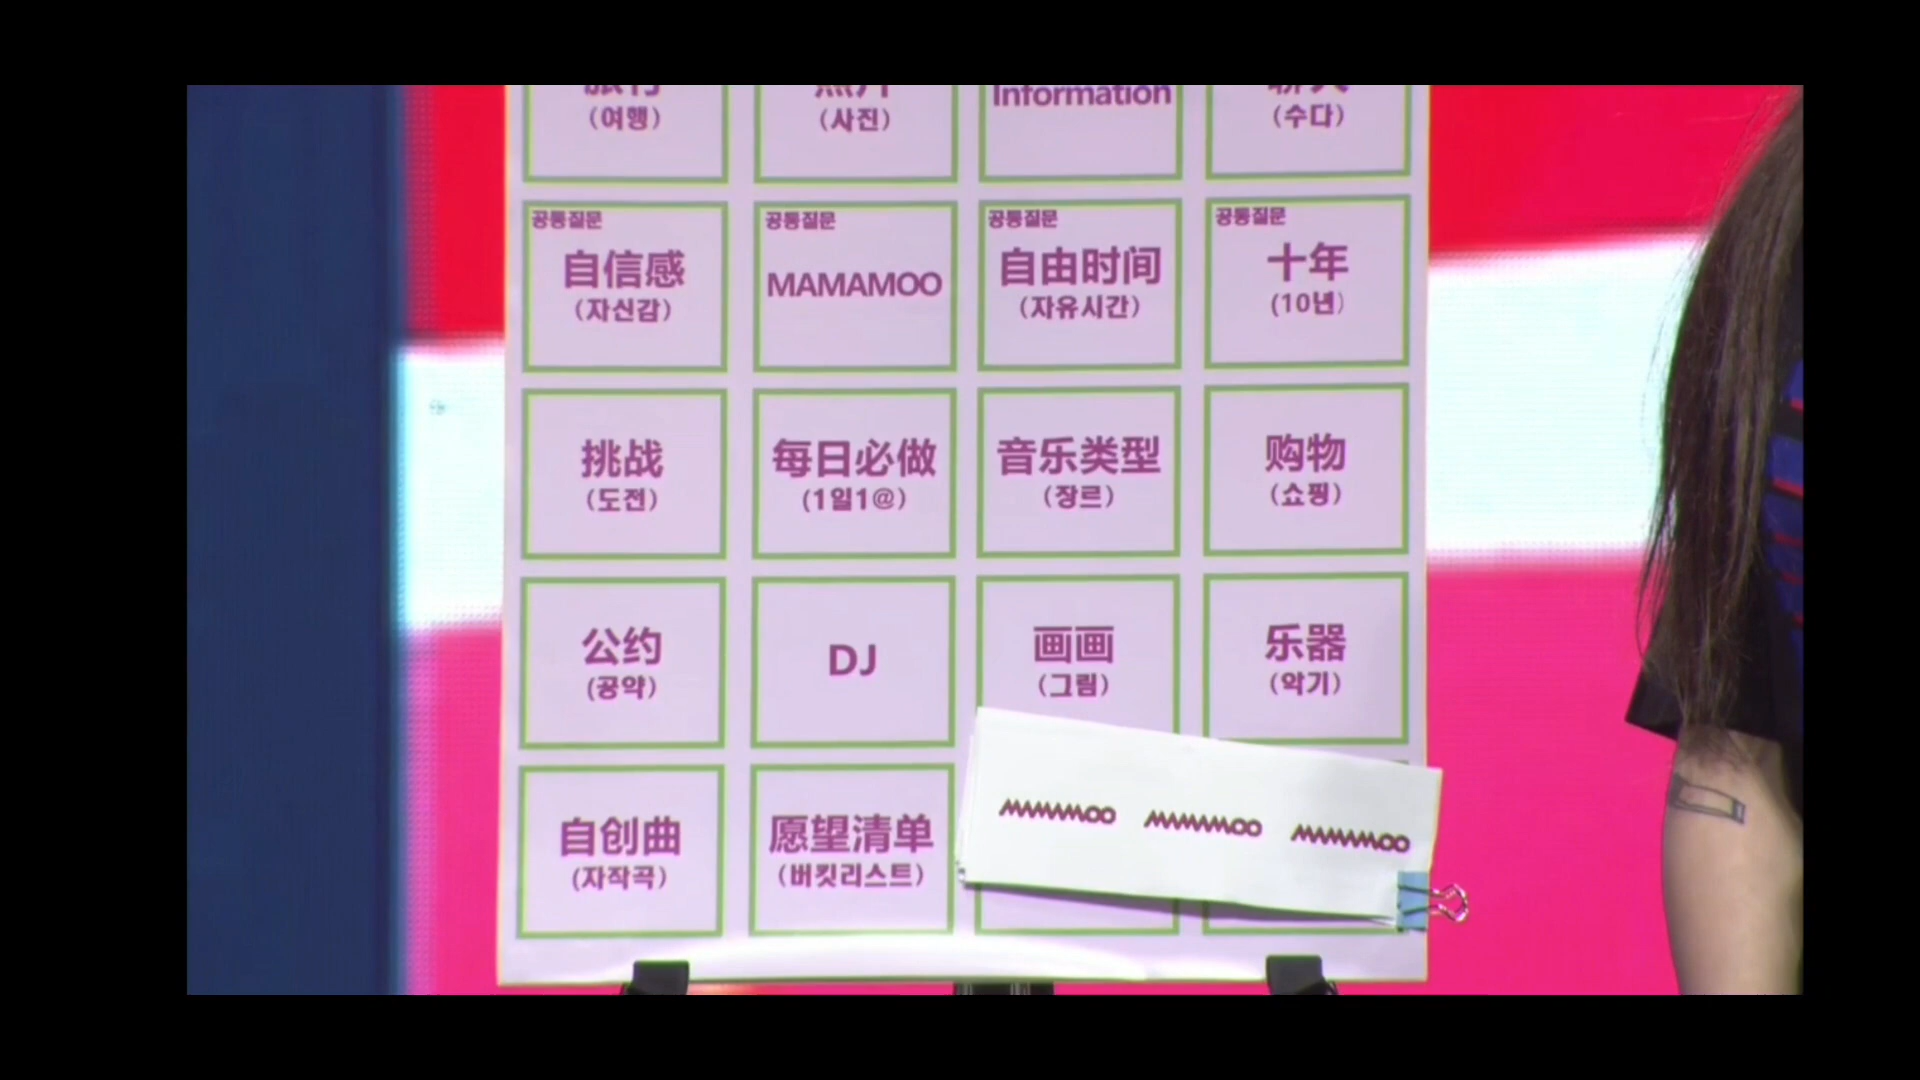 Information
(여행)
(사진)
(수다)
공통질문
自信感
(자신감)
공통질문
MAMAMOO
공통질문
自由时间
(자유시간)
공통질문
十年
(10년)
挑战
(도전)
每日必做
(1일1@)
音乐类型
(장르)
购物
(쇼핑)
公约
(공약)
DJ
画画
(그림)
乐器
(악기)
自创曲
(자작곡)
愿望清单
(버킷리스트)
MAMAMOO MAMAMOO MAMAMOO